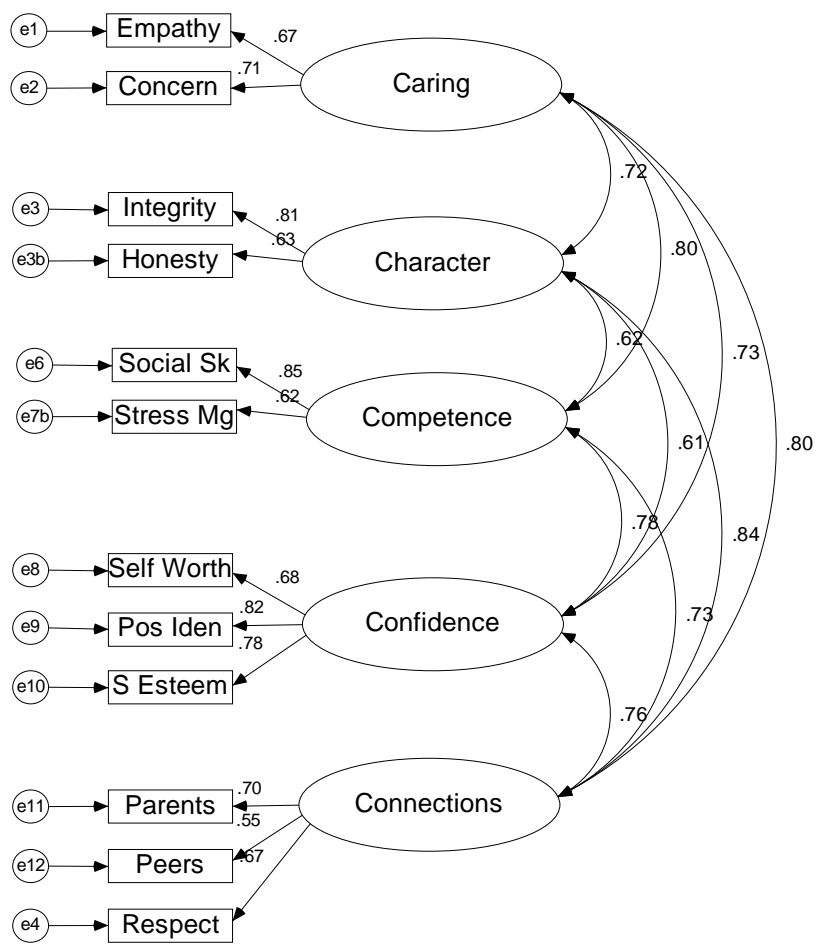 e1 Empathy .67
e2 Concern .71
Caring
.72
e3 Integrity .81
e3b Honesty .63
Character
.80
.62
.73
e6 Social Sk .85
e7b Stress Mg .62
Competence
.61
.80
.78
.84
e8 Self Worth .68
e9 Pos Iden .82
e10 S Esteem .78
Confidence
.73
.76
e11 Parents .70
e12 Peers .55
e4 Respect .67
Connections